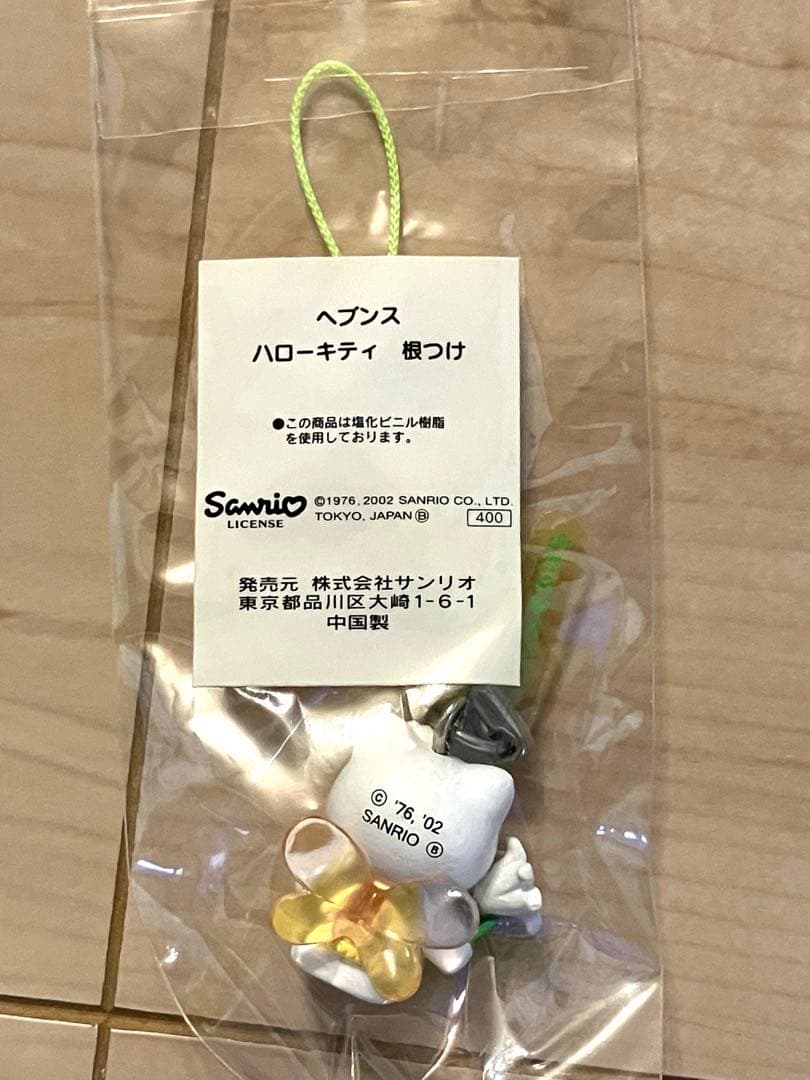 ヘブンス
ハローキティ 根つけ
●この商品は塩化ビニル樹脂
を使用しております。
Sanrio
LICENSE
©1976, 2002 SANRIO CO., LTD.
TOKYO, JAPAN Ⓑ 400
発売元 株式会社サンリオ
東京都品川区大崎1-6-1
中国製
© '76, '02
SANRIO Ⓑ